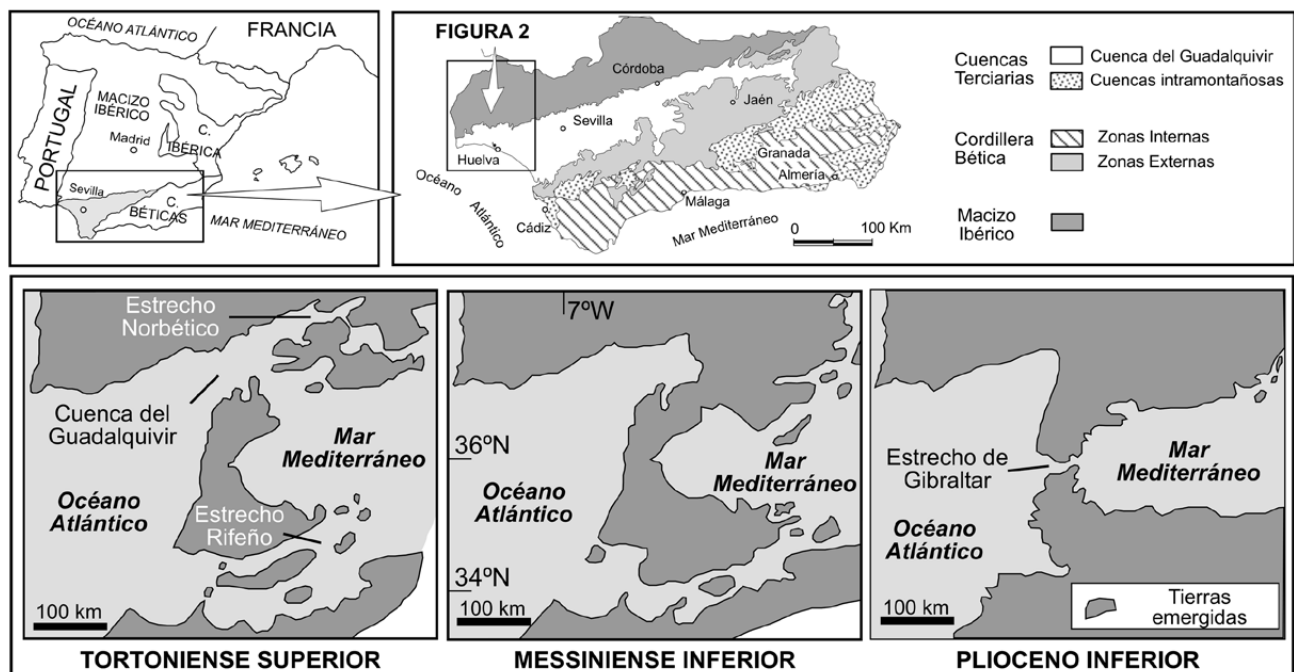 OCÉANO ATLÁNTICO
FRANCIA
PORTUGAL
MACIZO
IBÉRICO
Madrid
C.
IBÉRICA
Sevilla
C.
BÉTICAS
MAR MEDITERRÁNEO
FIGURA 2
Córdoba
Jaén
Sevilla
Huelva
Granada
Almería
Océano
Atlántico
Málaga
Cádiz
Mar Mediterráneo
0 100 Km
Cuencas
Terciarias
Cuenca del Guadalquivir
Cuencas intramontañosas
Cordillera
Bética
Zonas Internas
Zonas Externas
Macizo
Ibérico
Estrecho
Norbético
Cuenca del
Guadalquivir
Mar
Mediterráneo
Océano
Atlántico
Estrecho
Rifeño
100 km
TORTONIENSE SUPERIOR
7ºW
36ºN
Mar
Mediterráneo
Océano
Atlántico
34ºN
100 km
MESSINIENSE INFERIOR
Estrecho de
Gibraltar
Mar
Mediterráneo
Océano
Atlántico
100 km
Tierras
emergidas
PLIOCENO INFERIOR